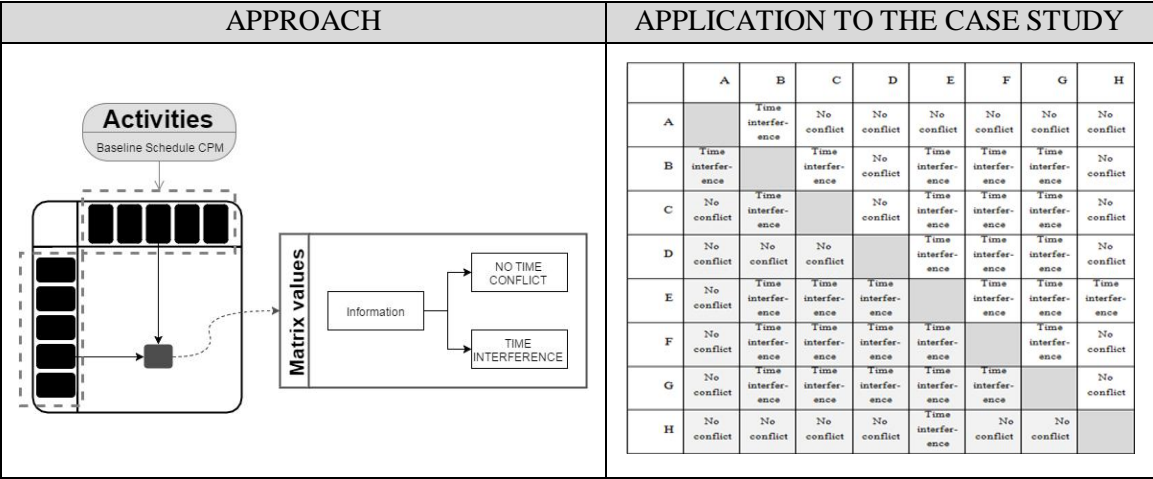 APPROACH
APPLICATION TO THE CASE STUDY
Activities
Baseline Schedule CPM
Matrix values
Information
NO TIME
CONFLICT
TIME
INTERFERENCE
A B C D E F G H
A
Time
interfer-
ence
No
conflict
No
conflict
No
conflict
No
conflict
No
conflict
No
conflict
B
Time
interfer-
ence
Time
interfer-
ence
No
conflict
Time
interfer-
ence
Time
interfer-
ence
Time
interfer-
ence
No
conflict
C
No
conflict
Time
interfer-
ence
No
conflict
Time
interfer-
ence
Time
interfer-
ence
Time
interfer-
ence
No
conflict
D
No
conflict
No
conflict
No
conflict
Time
interfer-
ence
Time
interfer-
ence
Time
interfer-
ence
No
conflict
E
No
conflict
Time
interfer-
ence
Time
interfer-
ence
Time
interfer-
ence
Time
interfer-
ence
Time
interfer-
ence
Time
interfer-
ence
F
No
conflict
Time
interfer-
ence
Time
interfer-
ence
Time
interfer-
ence
Time
interfer-
ence
Time
interfer-
ence
No
conflict
G
No
conflict
Time
interfer-
ence
Time
interfer-
ence
Time
interfer-
ence
Time
interfer-
ence
Time
interfer-
ence
No
conflict
H
No
conflict
No
conflict
No
conflict
No
conflict
Time
interfer-
ence
No
conflict
No
conflict